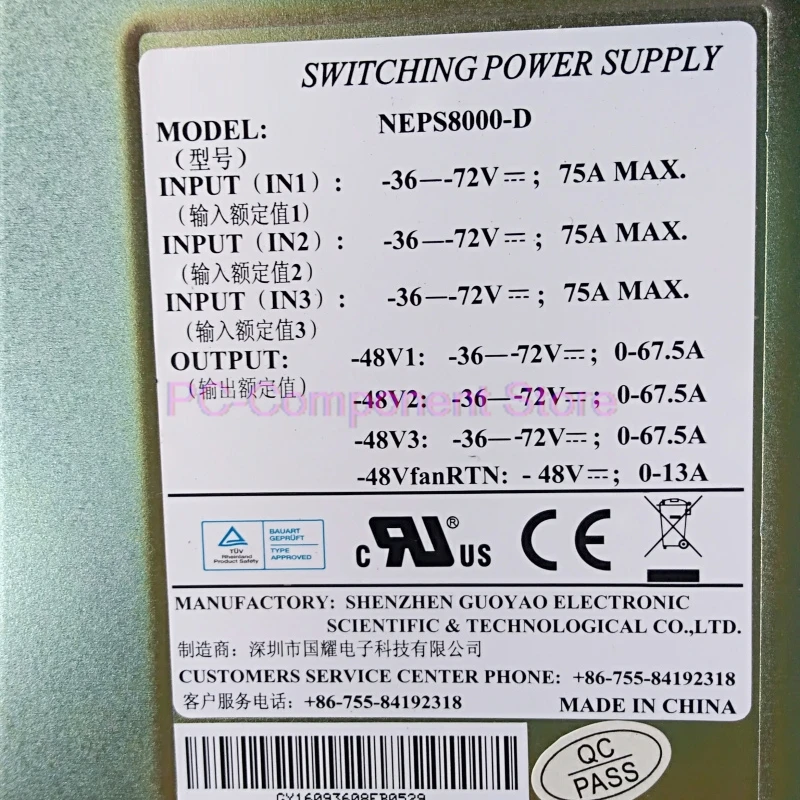 SWITCHING POWER SUPPLY
MODEL: NEPS8000-D
(型号)
INPUT (IN1): -36—-72V⎓; 75A MAX.
(输入额定值1)
INPUT (IN2): -36—-72V⎓; 75A MAX.
(输入额定值2)
INPUT (IN3): -36—-72V⎓; 75A MAX.
(输入额定值3)
OUTPUT: -48V1: -36—-72V⎓; 0-67.5A
(输出额定值)
-48V2: -36—-72V⎓; 0-67.5A
PC-Component Store
-48V3: -36—-72V⎓; 0-67.5A
-48VfanRTN: - 48V⎓; 0-13A
TÜV
Rheinland
Product Safety
BAUART
GEPRÜFT
TYPE
APPROVED
c RU ® US CE
MANUFACTORY: SHENZHEN GUOYAO ELECTRONIC
SCIENTIFIC & TECHNOLOGICAL CO.,LTD.
制造商: 深圳市国耀电子科技有限公司
CUSTOMERS SERVICE CENTER PHONE: +86-755-84192318
客户服务电话: +86-755-84192318 MADE IN CHINA
GY16093608FB0529
QC
PASS